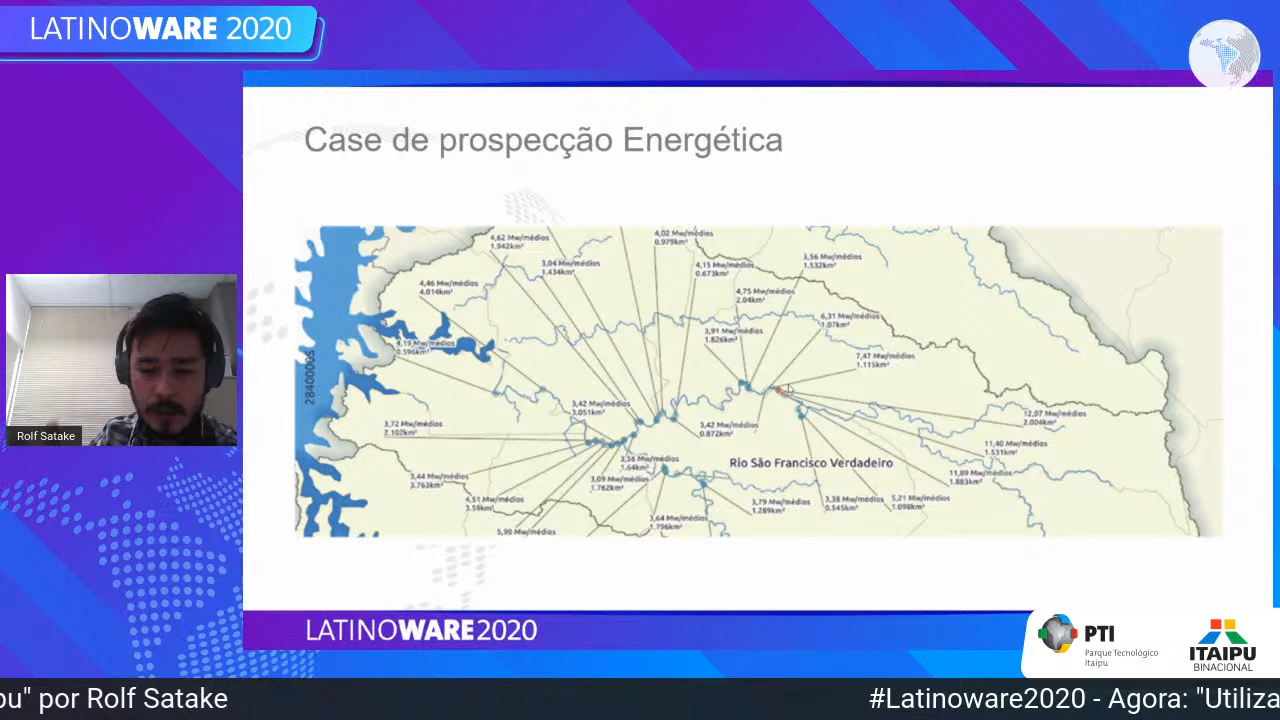 LATINOWARE 2020
Case de prospecção Energética
4,62 Mw/médios
1.942km²
4,02 Mw/médios
0.979km²
3,04 Mw/médios
1.434km²
4,15 Mw/médios
0.673km²
3,56 Mw/médios
1.532km²
4,46 Mw/médios
4.014km²
4,75 Mw/médios
2.04km²
6,31 Mw/médios
1.07km²
3,91 Mw/médios
1.826km²
4,19 Mw/médios
0.596km²
7,47 Mw/médios
1.115km²
2840000S
3,42 Mw/médios
3.051km²
12,07 Mw/médios
2.004km²
3,72 Mw/médios
2.102km²
3,42 Mw/médios
0.872km²
11,40 Mw/médios
1.531km²
Rio São Francisco Verdadeiro
3,56 Mw/médios
1.64km²
3,44 Mw/médios
3.763km²
3,09 Mw/médios
1.762km²
11,89 Mw/médios
1.883km²
4,51 Mw/médios
3.59km²
3,79 Mw/médios
1.289km²
3,38 Mw/médios
0.545km²
5,21 Mw/médios
1.098km²
5,90 Mw/médios
3,64 Mw/médios
1.796km²
Rolf Satake
LATINOWARE2020
PTI
Parque Tecnológico
Itaipu
ITAIPU
BINACIONAL
pu" por Rolf Satake
#Latinoware2020 - Agora: "Utiliza